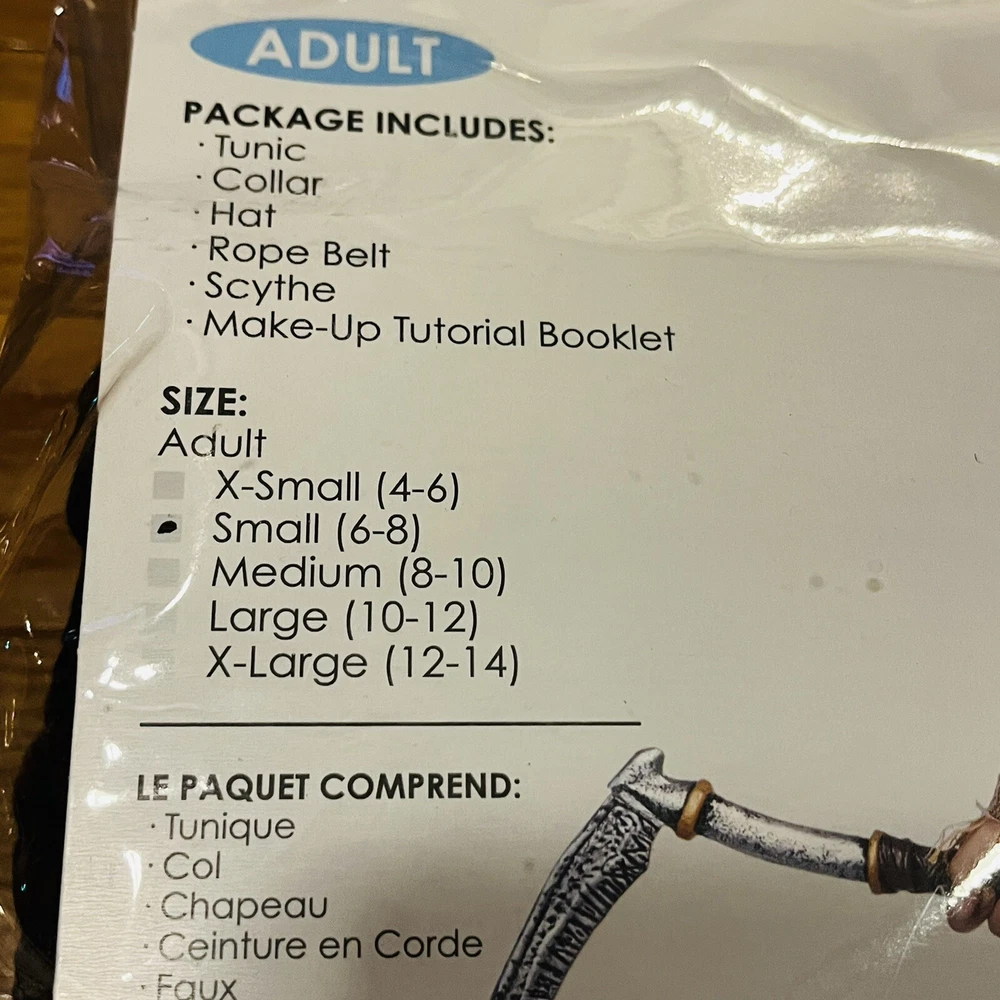 ADULT
PACKAGE INCLUDES:
· Tunic
· Collar
· Hat
· Rope Belt
· Scythe
· Make-Up Tutorial Booklet
SIZE:
Adult
X-Small (4-6)
Small (6-8)
Medium (8-10)
Large (10-12)
X-Large (12-14)
LE PAQUET COMPREND:
· Tunique
· Col
· Chapeau
· Ceinture en Corde
· Faux